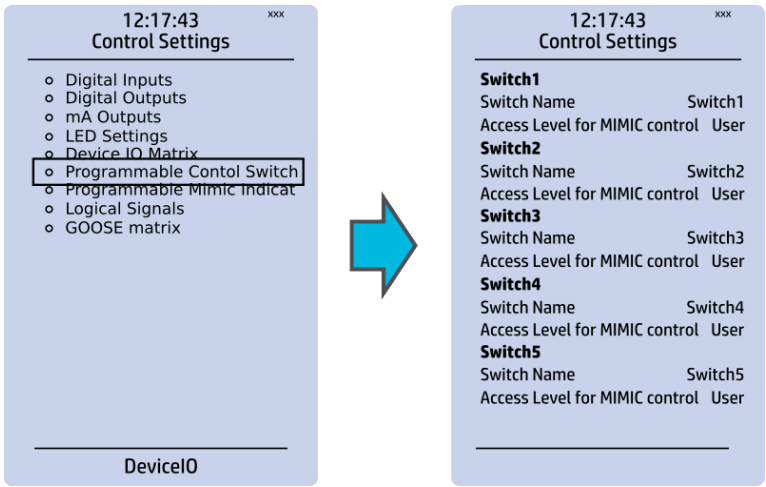 12:17:43 xxx
Control Settings
Digital Inputs
Digital Outputs
mA Outputs
LED Settings
Device IO Matrix
Programmable Contol Switch
Programmable Mimic Indicat
Logical Signals
GOOSE matrix
DeviceIO
12:17:43 xxx
Control Settings
Switch1
Switch Name Switch1
Access Level for MIMIC control User
Switch2
Switch Name Switch2
Access Level for MIMIC control User
Switch3
Switch Name Switch3
Access Level for MIMIC control User
Switch4
Switch Name Switch4
Access Level for MIMIC control User
Switch5
Switch Name Switch5
Access Level for MIMIC control User